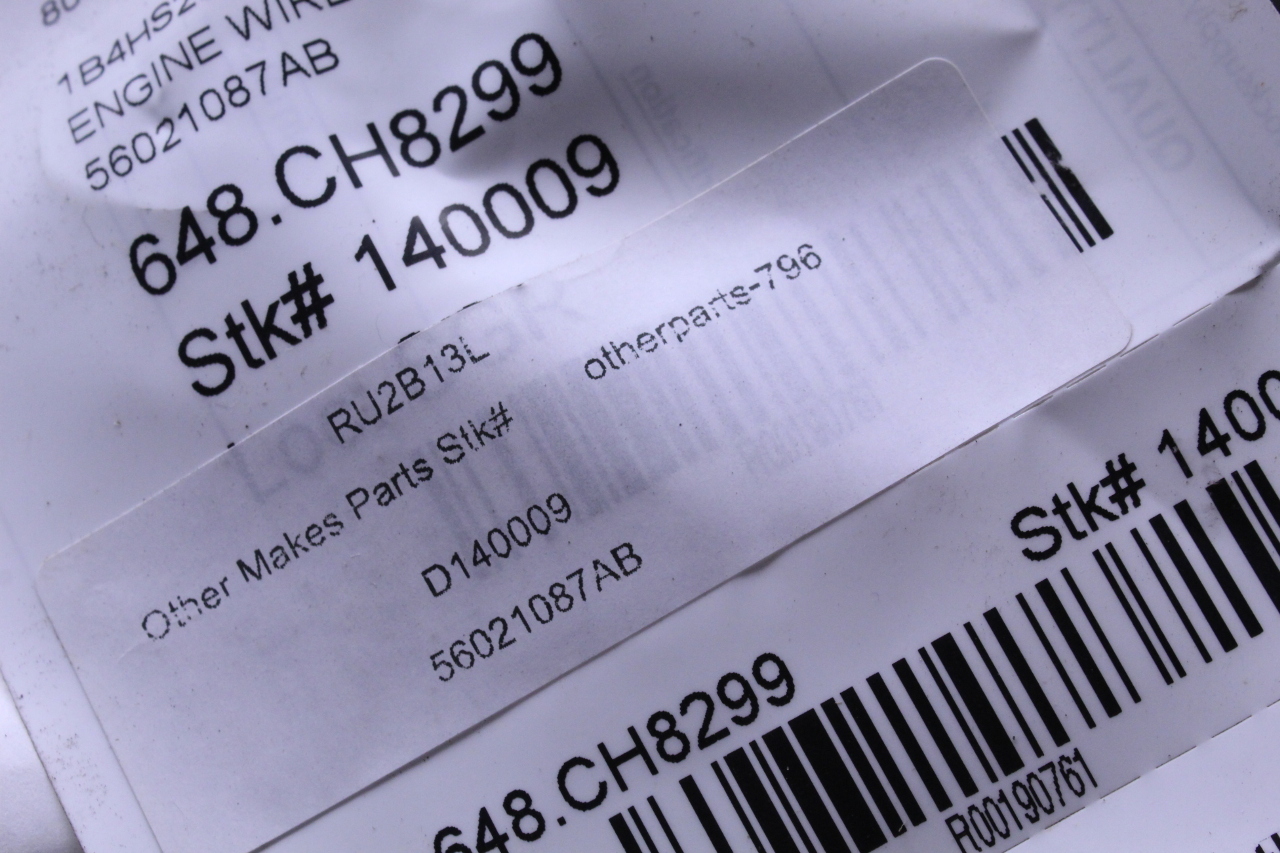 1B4HS2
ENGINE WIRE
56021087AB
648.CH8299
Stk# 140009
RU2B13L
otherparts-796
Other Makes Parts Stk#
D140009
56021087AB
Stk# 1400
648.CH8299
R00190761